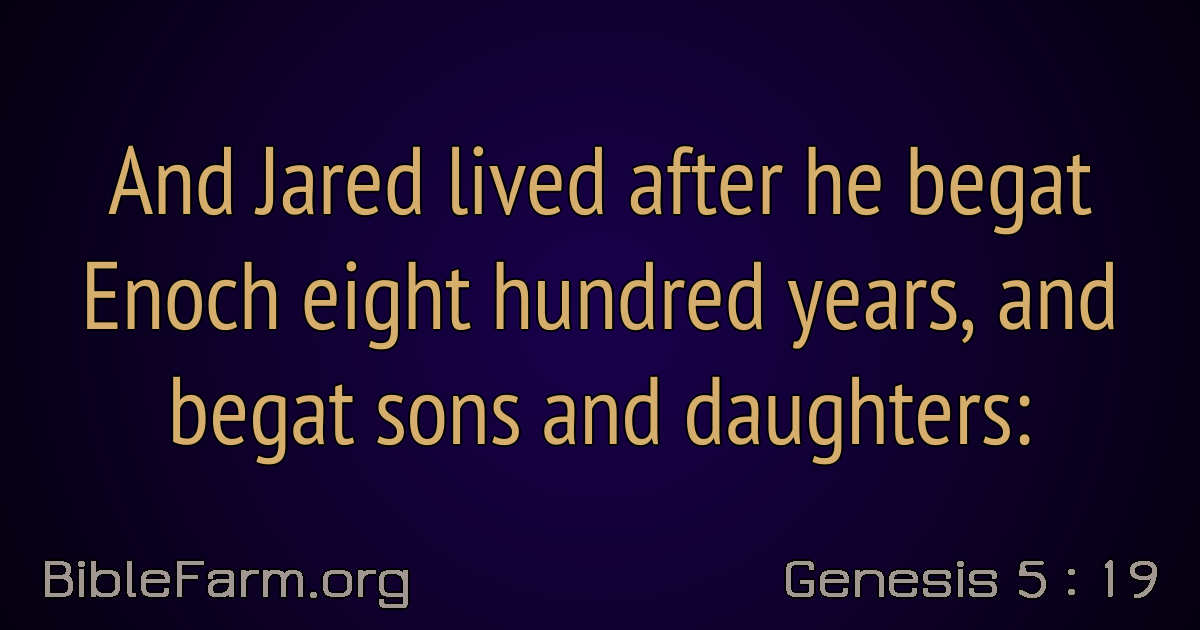 And Jared lived after he begat
Enoch eight hundred years, and
begat sons and daughters:
BibleFarm.org
Genesis 5 : 19